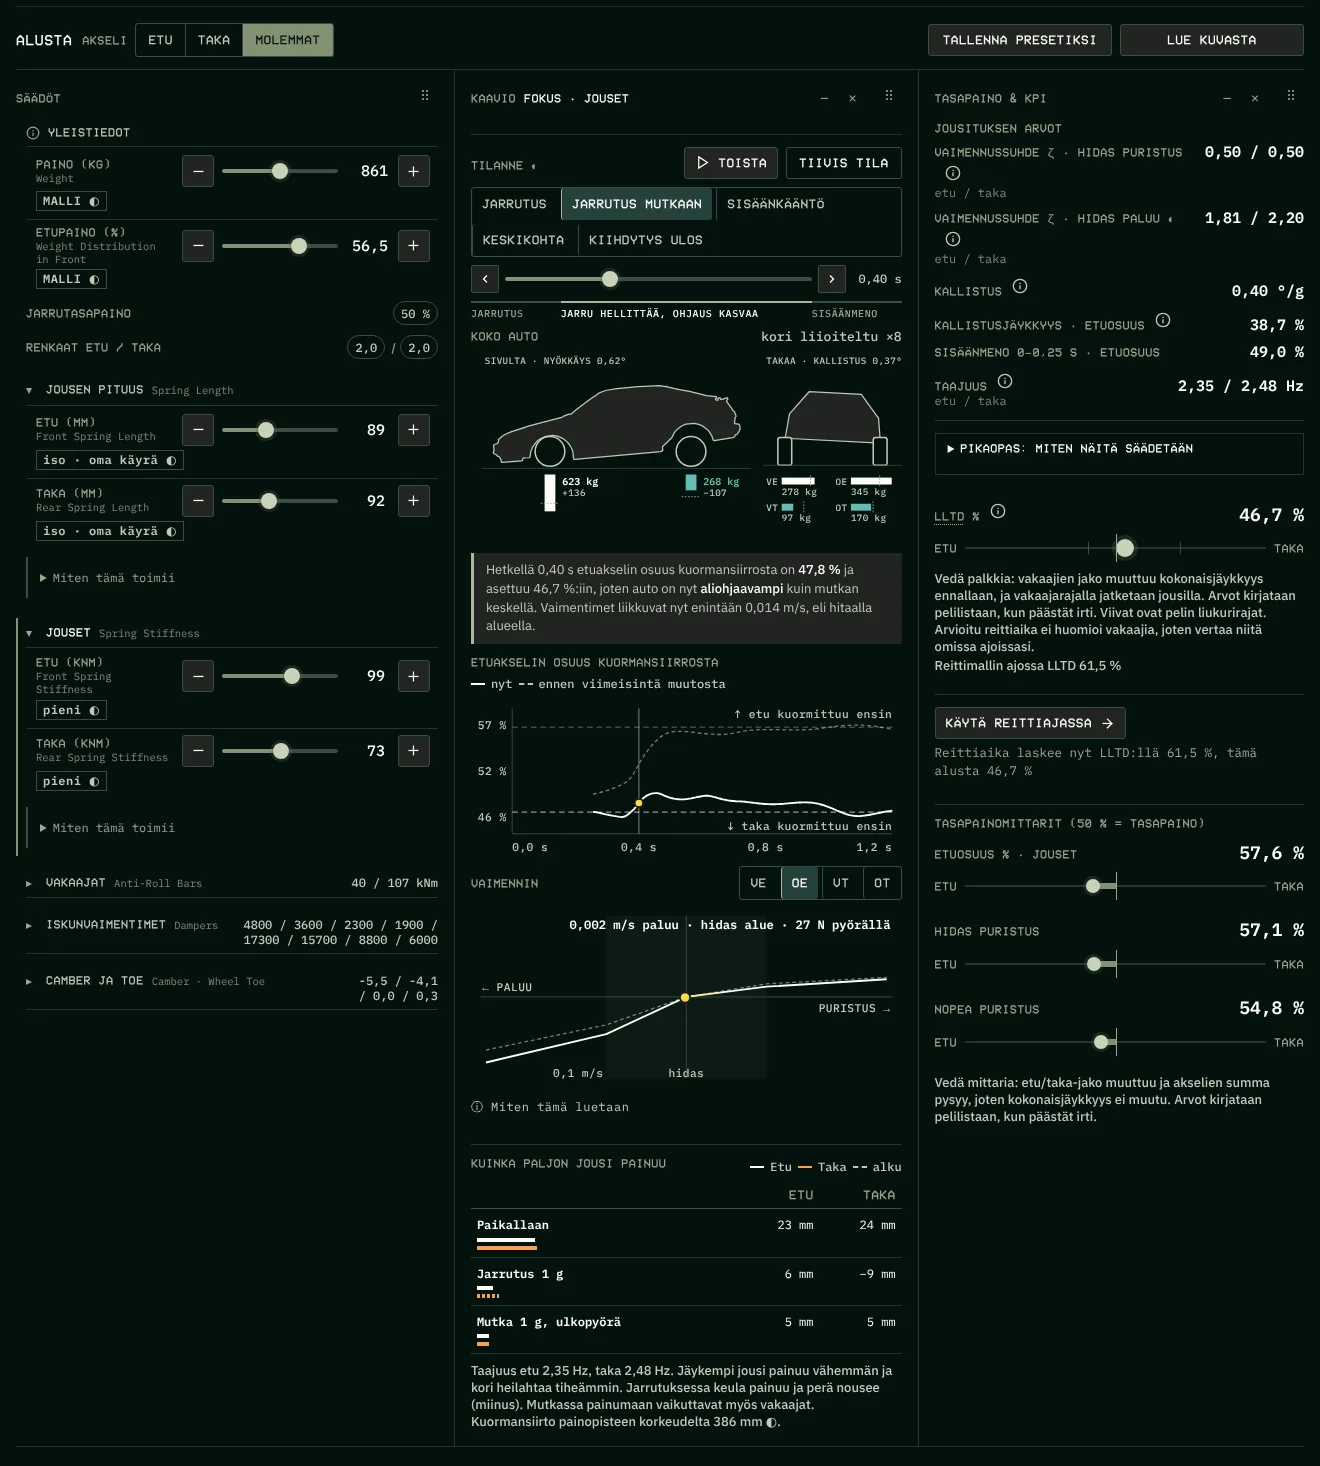 ALUSTA AKSELI ETU TAKA MOLEMMAT
TALLENNA PRESETIKSI LUE KUVASTA
SÄÄDÖT
YLEISTIEDOT
PAINO (KG)
Weight
− 861 +
MALLI
ETUPAINO (%)
Weight Distribution
in Front
− 56,5 +
MALLI
JARRUTASAPAINO 50 %
RENKAAT ETU / TAKA 2,0 / 2,0
▼ JOUSEN PITUUS Spring Length
ETU (MM)
Front Spring Length
− 89 +
iso · oma käyrä
TAKA (MM)
Rear Spring Length
− 92 +
iso · oma käyrä
▶ Miten tämä toimii
▼ JOUSET Spring Stiffness
ETU (KNM)
Front Spring
Stiffness
− 99 +
pieni
TAKA (KNM)
Rear Spring Stiffness
− 73 +
pieni
▶ Miten tämä toimii
▶ VAKAAJAT Anti-Roll Bars 40 / 107 kNm
▶ ISKUNVAIMENTIMET Dampers 4800 / 3600 / 2300 / 1900 /
17300 / 15700 / 8800 / 6000
▶ CAMBER JA TOE Camber · Wheel Toe -5,5 / -4,1
/ 0,0 / 0,3
KAAVIO FOKUS · JOUSET − ×
TILANNE TOISTA TIIVIS TILA
JARRUTUS JARRUTUS MUTKAAN SISÄÄNKÄÄNTÖ
KESKIKOHTA KIIHDYTYS ULOS
‹ › 0,40 s
JARRUTUS JARRU HELLITTÄÄ, OHJAUS KASVAA SISÄÄNMENO
KOKO AUTO kori liioiteltu ×8
SIVULTA · NYÖKKÄYS 0,62° TAKAA · KALLISTUS 0,37°
623 kg
+136
268 kg
−107
VE 278 kg OE 345 kg
VT 97 kg OT 170 kg
Hetkellä 0,40 s etuakselin osuus kuormansiirrosta on 47,8 % ja
asettuu 46,7 %:iin, joten auto on nyt aliohjaavampi kuin mutkan
keskellä. Vaimentimet liikkuvat nyt enintään 0,014 m/s, eli hitaalla
alueella.
ETUAKSELIN OSUUS KUORMANSIIRROSTA
nyt ennen viimeisintä muutosta
↑ etu kuormittuu ensin
57 %
52 %
46 %
↓ taka kuormittuu ensin
0,0 s 0,4 s 0,8 s 1,2 s
VAIMENNIN VE OE VT OT
0,002 m/s paluu · hidas alue · 27 N pyörällä
← PALUU
PURISTUS →
0,1 m/s hidas
Miten tämä luetaan
KUINKA PALJON JOUSI PAINUU Etu Taka alku
ETU TAKA
Paikallaan 23 mm 24 mm
Jarrutus 1 g 6 mm −9 mm
Mutka 1 g, ulkopyörä 5 mm 5 mm
Taajuus etu 2,35 Hz, taka 2,48 Hz. Jäykempi jousi painuu vähemmän ja
kori heilahtaa tiheämmin. Jarrutuksessa keula painuu ja perä nousee
(miinus). Mutkassa painumaan vaikuttavat myös vakaajat.
Kuormansiirto painopisteen korkeudelta 386 mm ◐.
TASAPAINO & KPI − ×
JOUSITUKSEN ARVOT
VAIMENNUSSUHDE ζ · HIDAS PURISTUS 0,50 / 0,50
etu / taka
VAIMENNUSSUHDE ζ · HIDAS PALUU 1,81 / 2,20
etu / taka
KALLISTUS 0,40 °/g
KALLISTUSJÄYKKYYS · ETUOSUUS 38,7 %
SISÄÄNMENO 0–0.25 S · ETUOSUUS 49,0 %
TAAJUUS 2,35 / 2,48 Hz
etu / taka
▶ PIKAOPAS: MITEN NÄITÄ SÄÄDETÄÄN
LLTD % 46,7 %
ETU TAKA
Vedä palkkia: vakaajien jako muuttuu kokonaisjäykkyys
ennallaan, ja vakaajarajalla jatketaan jousilla. Arvot kirjataan
pelilistaan, kun päästät irti. Viivat ovat pelin liukurirajat.
Arvioitu reittiaika ei huomioi vakaajia, joten vertaa niitä
omissa ajoissasi.
Reittimallin ajossa LLTD 61,5 %
KÄYTÄ REITTIAJASSA →
Reittiaika laskee nyt LLTD:llä 61,5 %, tämä
alusta 46,7 %
TASAPAINOMITTARIT (50 % = TASAPAINO)
ETUOSUUS % · JOUSET 57,6 %
ETU TAKA
HIDAS PURISTUS 57,1 %
ETU TAKA
NOPEA PURISTUS 54,8 %
ETU TAKA
Vedä mittaria: etu/taka-jako muuttuu ja akselien summa
pysyy, joten kokonaisjäykkyys ei muutu. Arvot kirjataan
pelilistaan, kun päästät irti.